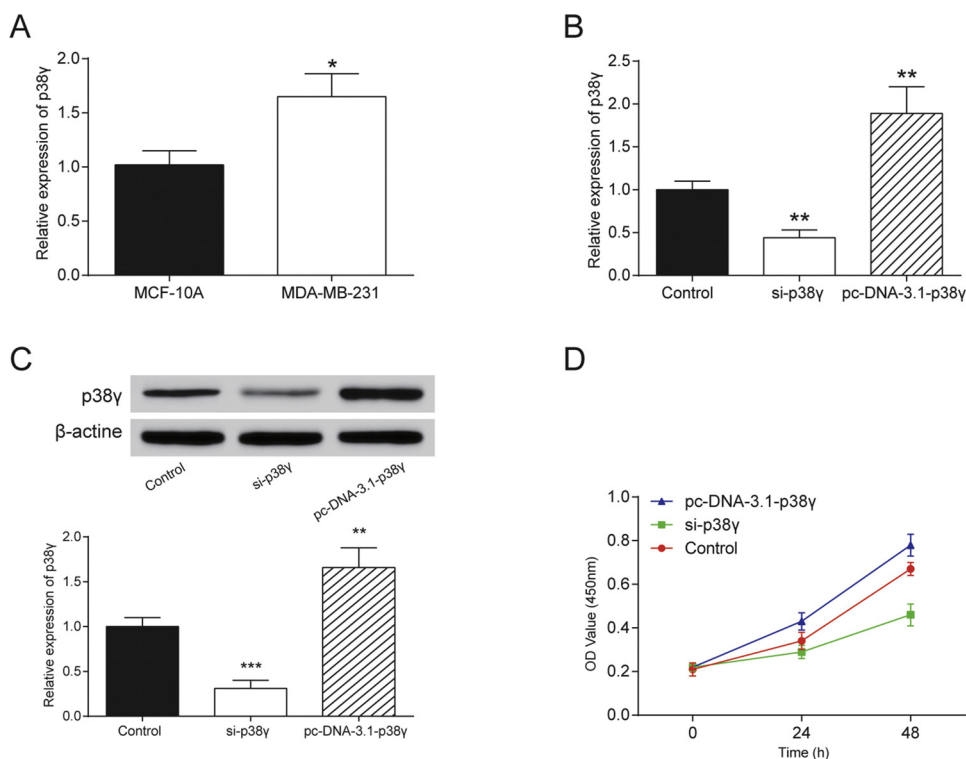 A
Relative expression of p38γ
2.0
1.5
1.0
0.5
0.0
*
MCF-10A
MDA-MB-231
B
Relative expression of p38γ
2.5
2.0
1.5
1.0
0.5
0.0
**
**
Control
si-p38γ
pc-DNA-3.1-p38γ
C
p38γ
β-actine
Control
si-p38γ
pc-DNA-3.1-p38γ
Relative expression of p38γ
2.0
1.5
1.0
0.5
0.0
***
**
Control
si-p38γ
pc-DNA-3.1-p38γ
D
pc-DNA-3.1-p38γ
si-p38γ
Control
OD Value (450nm)
1.0
0.8
0.6
0.4
0.2
0.0
0
24
48
Time (h)